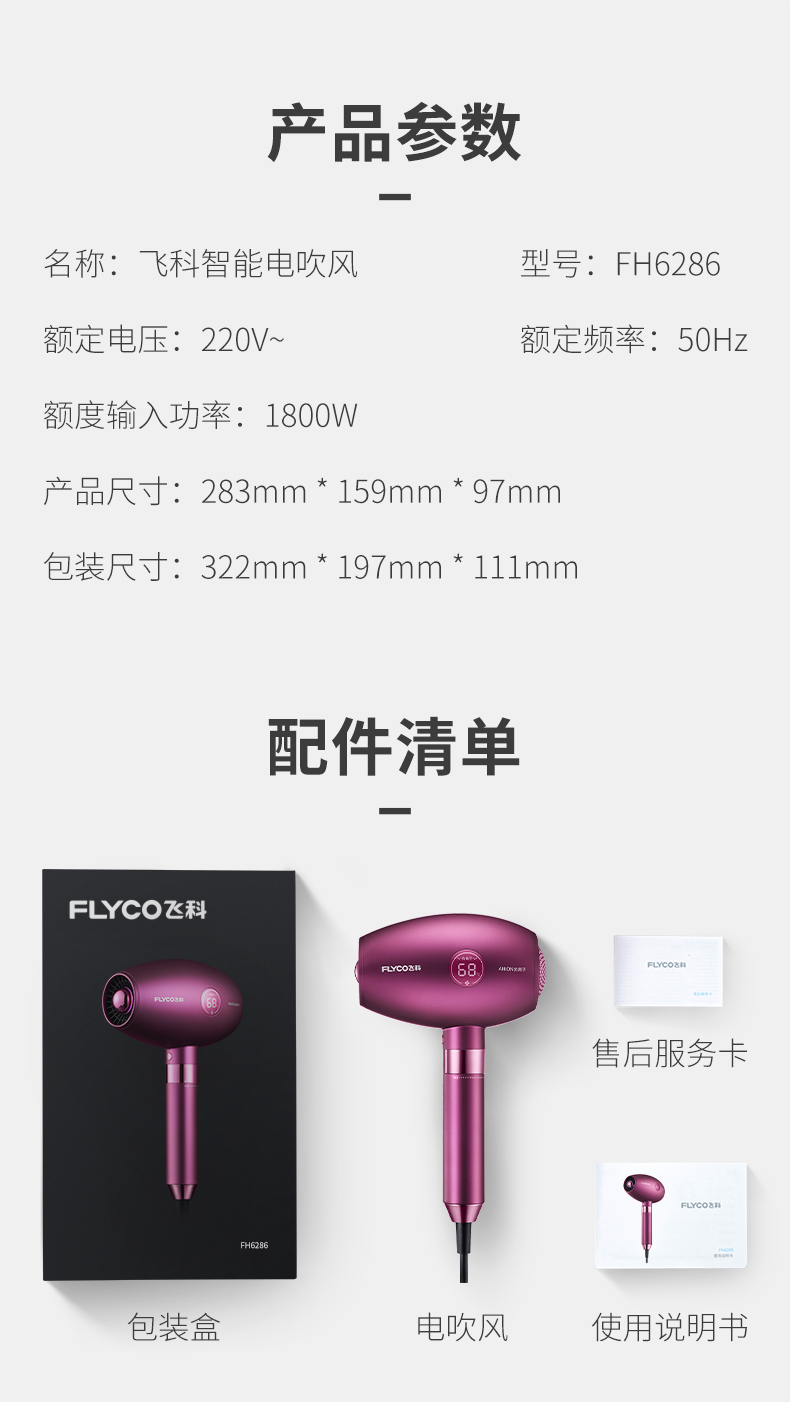 产品参数
名称：飞科智能电吹风
型号：FH6286
额定电压：220V~
额定频率：50Hz
额度输入功率：1800W
产品尺寸：283mm * 159mm * 97mm
包装尺寸：322mm * 197mm * 111mm
配件清单
FLYCO飞科
FLYCO飞科
68
FH6286
FLYCO飞科
68
FLYCO飞科
售后服务卡
FLYCO飞科
包装盒
电吹风
使用说明书